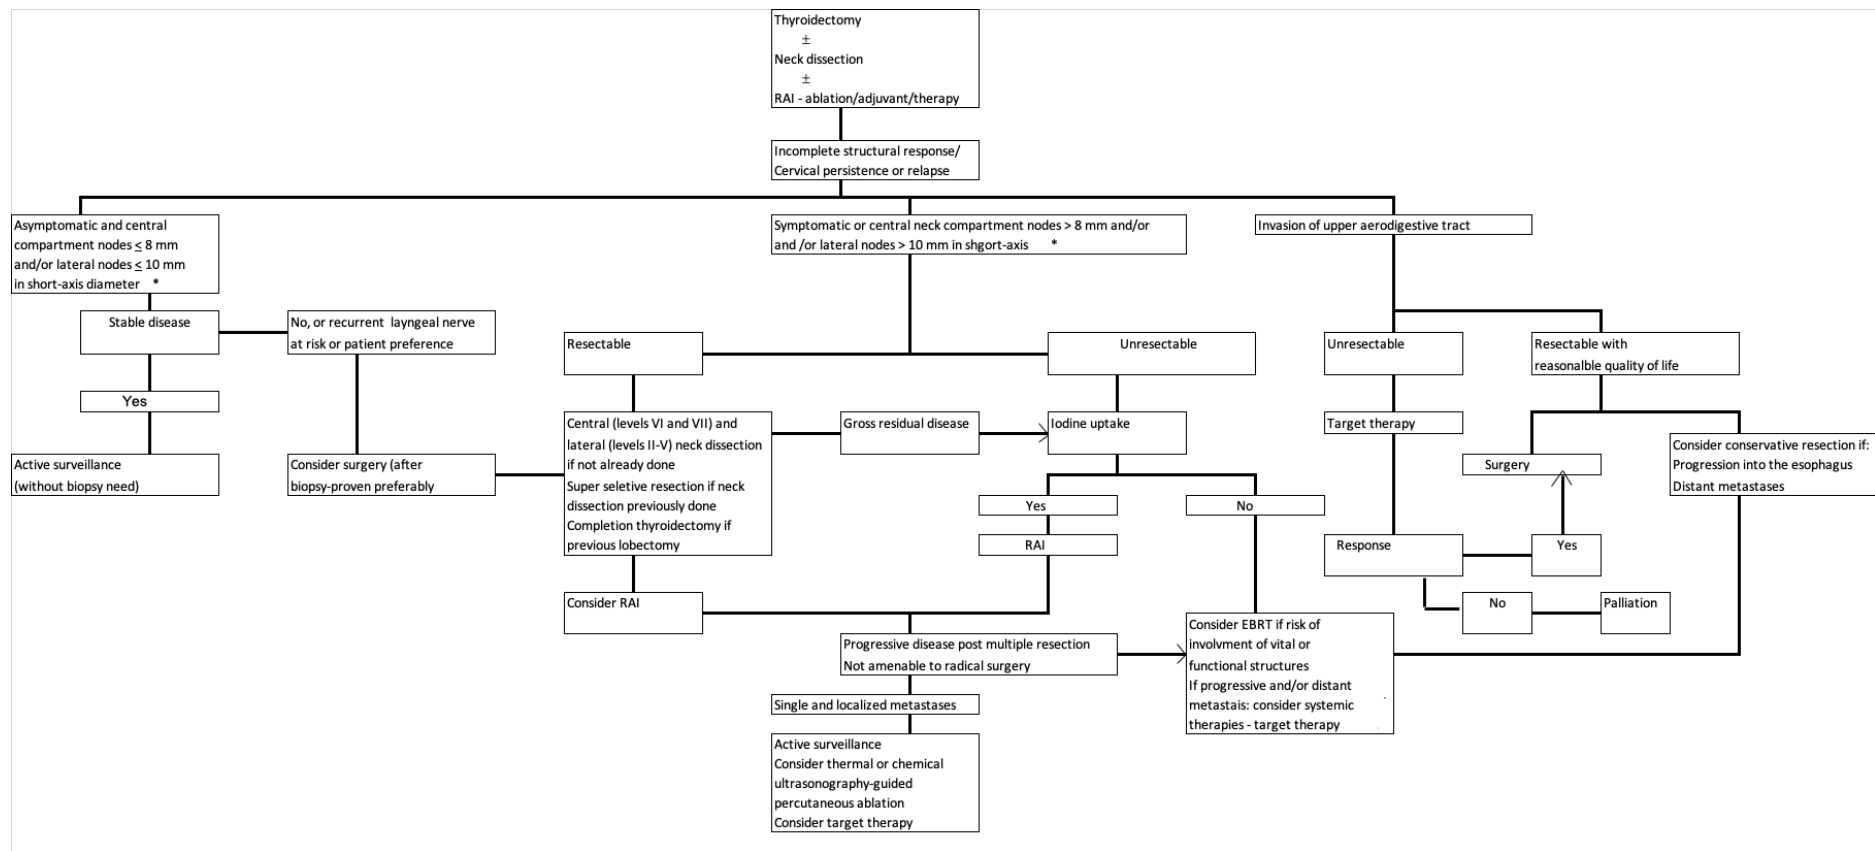 Thyroidectomy
±
Neck dissection
±
RAI - ablation/adjuvant/therapy
Incomplete structural response/
Cervical persistence or relapse
Asymptomatic and central
compartment nodes ≤ 8 mm
and/or lateral nodes ≤ 10 mm
in short-axis diameter *
Symptomatic or central neck compartment nodes > 8 mm and/or
and /or lateral nodes > 10 mm in shgort-axis *
Invasion of upper aerodigestive tract
Stable disease
No, or recurrent layngeal nerve
at risk or patient preference
Resectable
Unresectable
Unresectable
Resectable with
reasonalble quality of life
Yes
Central (levels VI and VII) and
lateral (levels II-V) neck dissection
if not already done
Super seletive resection if neck
dissection previously done
Completion thyroidectomy if
previous lobectomy
Gross residual disease
Iodine uptake
Target therapy
Active surveillance
(without biopsy need)
Consider surgery (after
biopsy-proven preferably
Surgery
Consider conservative resection if:
Progression into the esophagus
Distant metastases
Yes
No
RAI
Response
Yes
Consider RAI
No
Palliation
Progressive disease post multiple resection
Not amenable to radical surgery
Consider EBRT if risk of
involvment of vital or
functional structures
If progressive and/or distant
metastais: consider systemic
therapies - target therapy
Single and localized metastases
Active surveillance
Consider thermal or chemical
ultrasonography-guided
percutaneous ablation
Consider target therapy